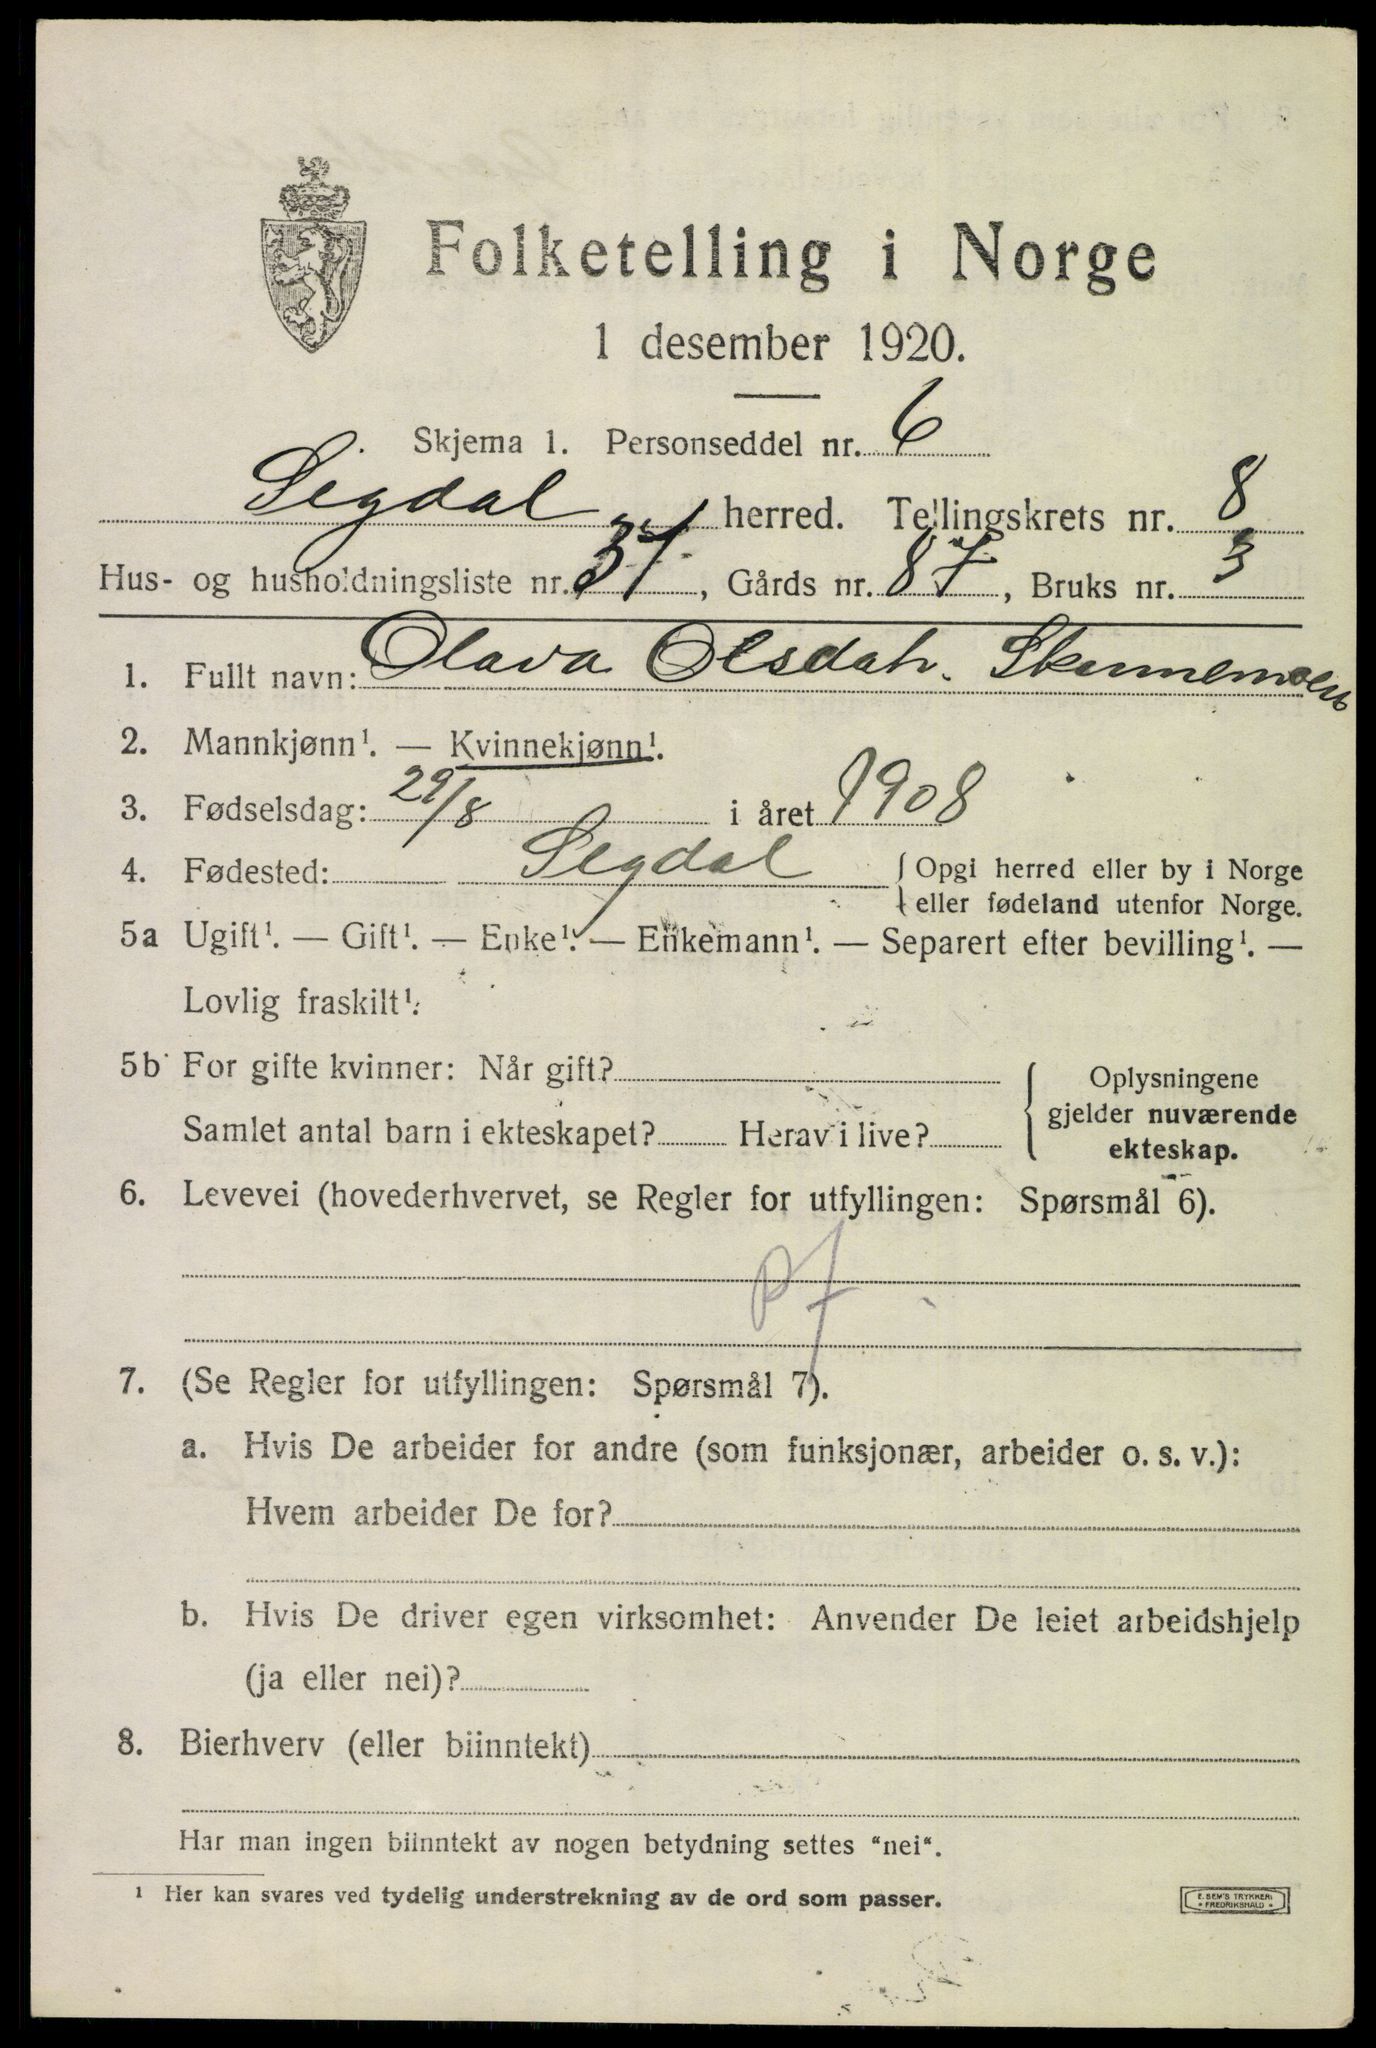 Folketelling i Norge
1 desember 1920.
Skjema 1. Personseddel nr. 6
Sigdal herred. Tellingskrets nr. 8
Hus- og husholdningsliste nr. 37, Gårds nr. 87, Bruks nr. 3
1. Fullt navn: Olava Olsdatr. Skunnemoen
2. Mannkjønn¹. — Kvinnekjønn¹.
3. Fødselsdag: 29/8 i året 1908
4. Fødested: Sigdal { Opgi herred eller by i Norge
eller fødeland utenfor Norge.
5a Ugift¹. — Gift¹. — Enke¹. — Enkemann¹. — Separert efter bevilling¹. —
Lovlig fraskilt¹.
5b For gifte kvinner: Når gift?
Samlet antal barn i ekteskapet? Herav i live?
Oplysningene
gjelder nuværende
ekteskap.
6. Levevei (hovederhvervet, se Regler for utfyllingen: Spørsmål 6).
pf
7. (Se Regler for utfyllingen: Spørsmål 7).
a. Hvis De arbeider for andre (som funksjonær, arbeider o. s. v.):
Hvem arbeider De for?
b. Hvis De driver egen virksomhet: Anvender De leiet arbeidshjelp
(ja eller nei)?
8. Bierhverv (eller biinntekt)
Har man ingen biinntekt av nogen betydning settes "nei".
¹ Her kan svares ved tydelig understrekning av de ord som passer.
E. SEM'S TRYKKERI
* FREDRIKSHALD *